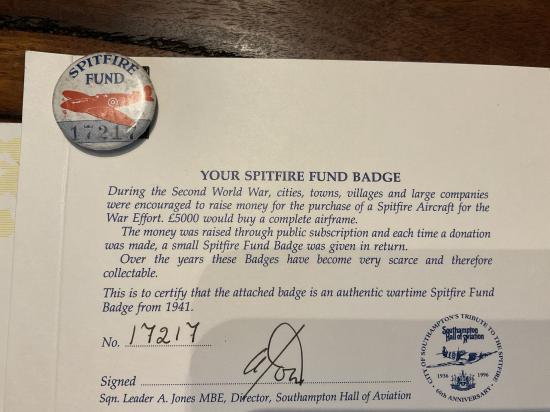 SPITFIRE
FUND
17217
YOUR SPITFIRE FUND BADGE
During the Second World War, cities, towns, villages and large companies
were encouraged to raise money for the purchase of a Spitfire Aircraft for the
War Effort. £5000 would buy a complete airframe.
The money was raised through public subscription and each time a donation
was made, a small Spitfire Fund Badge was given in return.
Over the years these Badges have become very scarce and therefore
collectable.
This is to certify that the attached badge is an authentic wartime Spitfire Fund
Badge from 1941.
No. 17217
Signed
Sqn. Leader A. Jones MBE, Director, Southampton Hall of Aviation
CITY OF SOUTHAMPTON'S TRIBUTE TO THE SPITFIRE
Southampton
Hall of Aviation
1936 1996
60th ANNIVERSARY